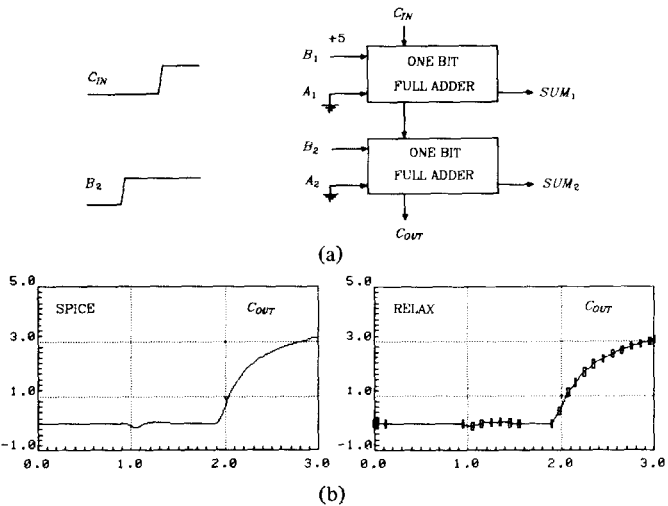 C_IN
+5
B_1
ONE BIT
FULL ADDER
C_IN
A_1
SUM_1
B_2
ONE BIT
FULL ADDER
B_2
A_2
SUM_2
C_OUT
(a)
5.0
SPICE
C_OUT
3.0
1.0
-1.0
0.0 1.0 2.0 3.0
5.0
RELAX
C_OUT
3.0
1.0
-1.0
0.0 1.0 2.0 3.0
(b)